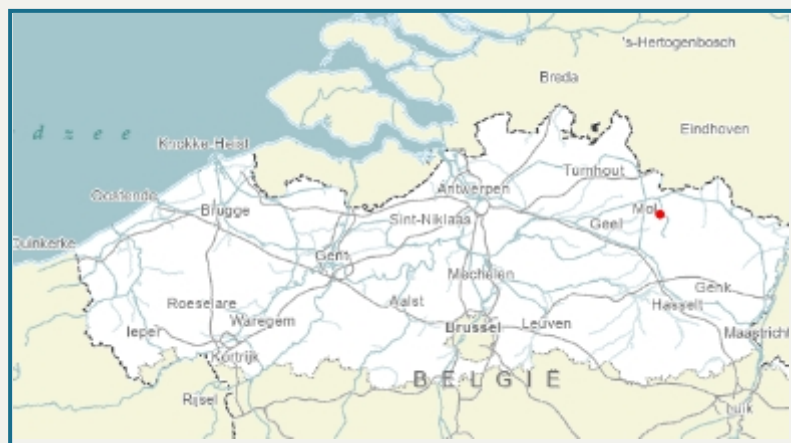 's-Hertogenbosch
Breda
d z e e
Eindhoven
Knokke-Heist
Turnhout
Oostende
Antwerpen
Brugge
Sint-Niklaas
Mol
Geel
Duinkerke
Gent
Mechelen
Genk
Roeselare
Aalst
Hasselt
Waregem
Ieper
Brussel
Leuven
Maastricht
Kortrijk
BELGIË
Rijsel
Luik